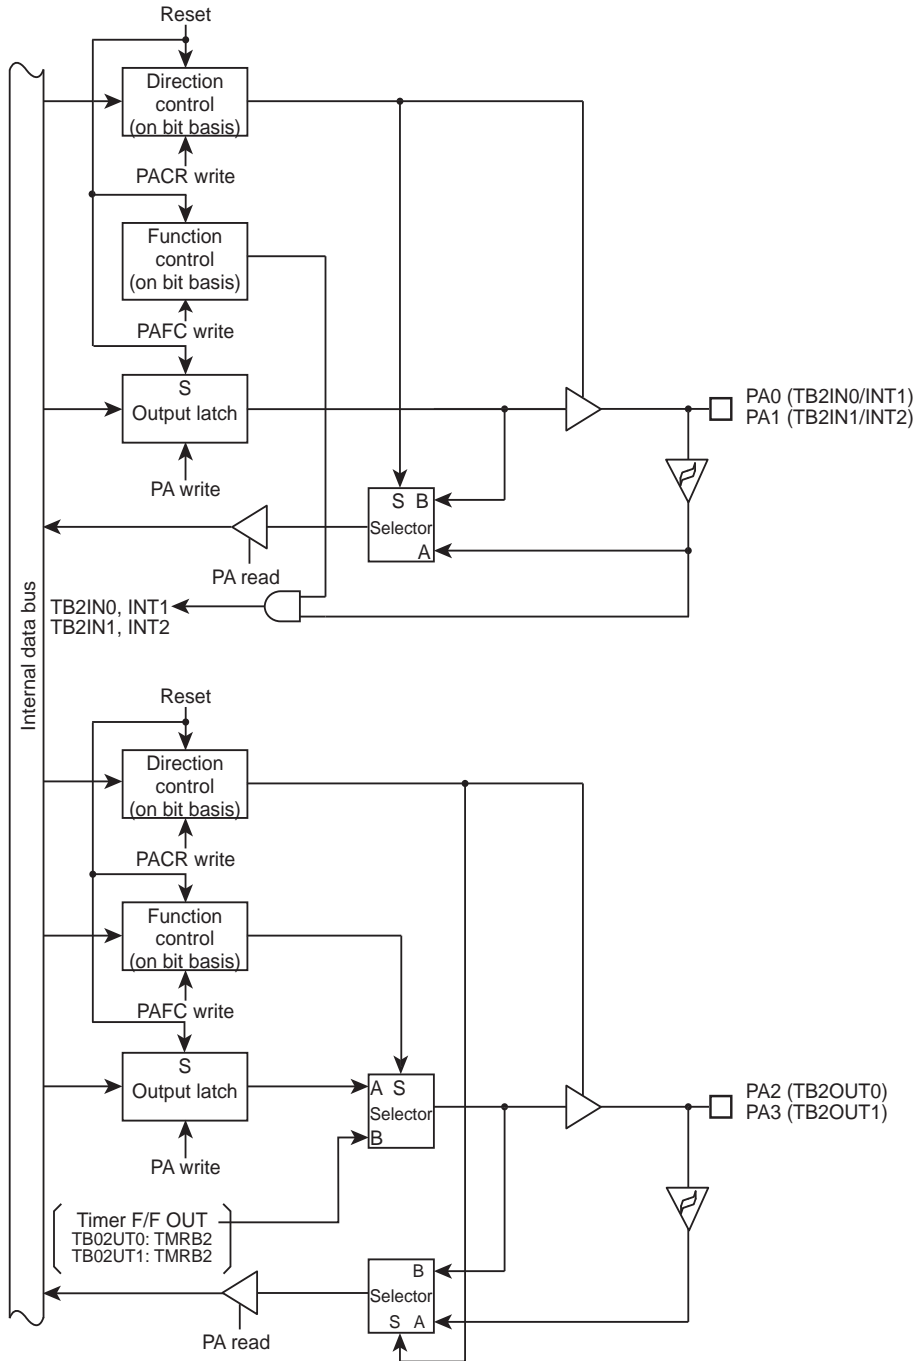 Reset
Direction
control
(on bit basis)
PACR write
Function
control
(on bit basis)
PAFC write
S
Output latch
PA write
PA0 (TB2IN0/INT1)
PA1 (TB2IN1/INT2)
S B
Selector
A
PA read
TB2IN0, INT1
TB2IN1, INT2
Internal data bus
Reset
Direction
control
(on bit basis)
PACR write
Function
control
(on bit basis)
PAFC write
S
Output latch
PA write
A S
Selector
B
PA2 (TB2OUT0)
PA3 (TB2OUT1)
Timer F/F OUT
TB02UT0: TMRB2
TB02UT1: TMRB2
B
Selector
S A
PA read